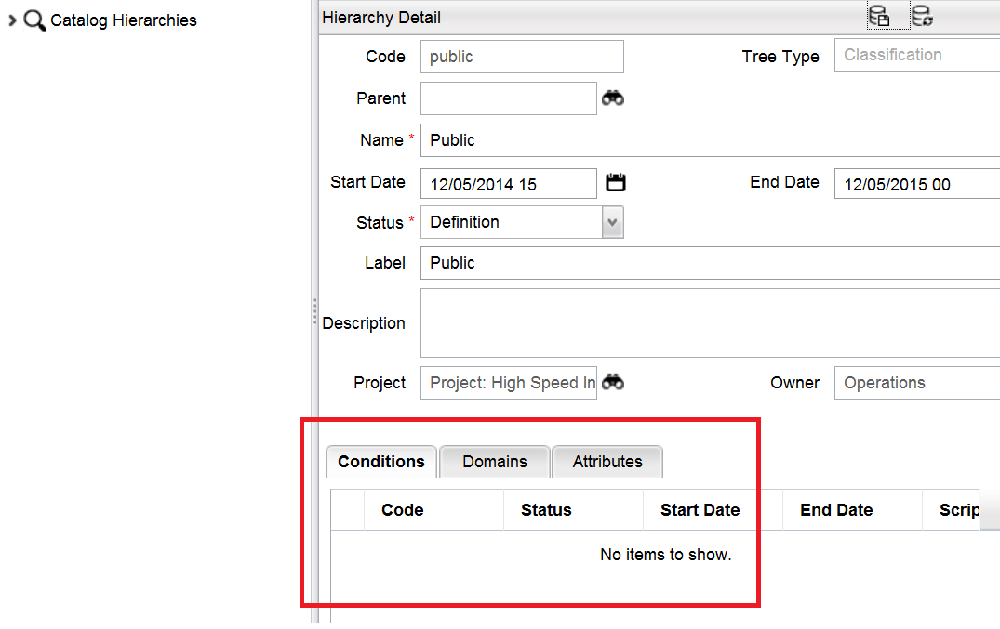 Catalog Hierarchies
Hierarchy Detail
Code public Tree Type Classification
Parent
Name * Public
Start Date 12/05/2014 15 End Date 12/05/2015 00
Status * Definition
Label Public
Description
Project Project: High Speed In Owner Operations
Conditions Domains Attributes
Code Status Start Date End Date Scrip
No items to show.